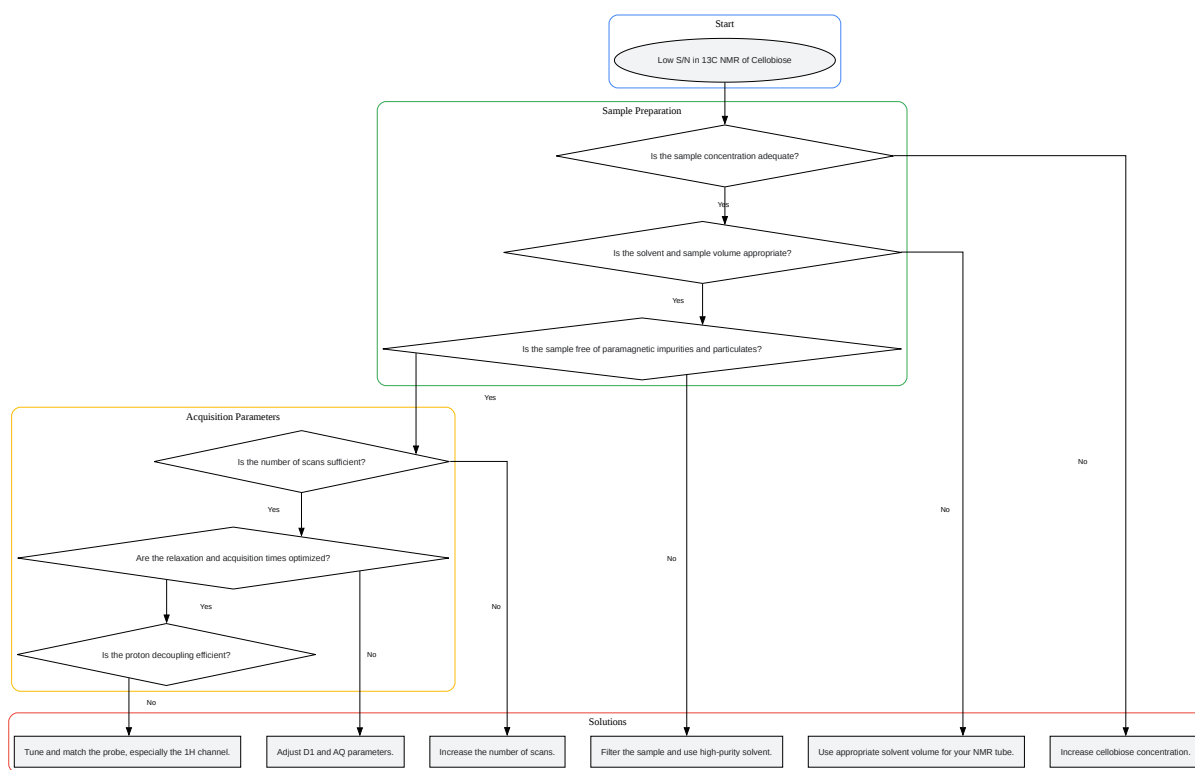 Start
Low S/N in 13C NMR of Cellobiose
Sample Preparation
Is the sample concentration adequate?
Yes
Is the solvent and sample volume appropriate?
Yes
Is the sample free of paramagnetic impurities and particulates?
Yes
Acquisition Parameters
Is the number of scans sufficient?
No
Yes
No
Are the relaxation and acquisition times optimized?
No
Yes
No
Is the proton decoupling efficient?
No
No
Solutions
Tune and match the probe, especially the 1H channel.
Adjust D1 and AQ parameters.
Increase the number of scans.
Filter the sample and use high-purity solvent.
Use appropriate solvent volume for your NMR tube.
Increase cellobiose concentration.